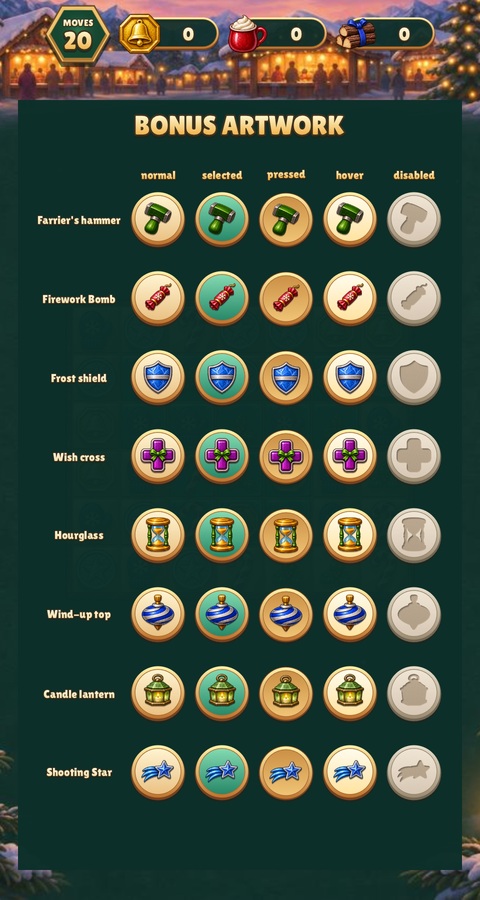 MOVES
20
0
0
0
BONUS ARTWORK
normal selected pressed hover disabled
Farrier's hammer
Firework Bomb
Frost shield
Wish cross
Hourglass
Wind-up top
Candle lantern
Shooting Star